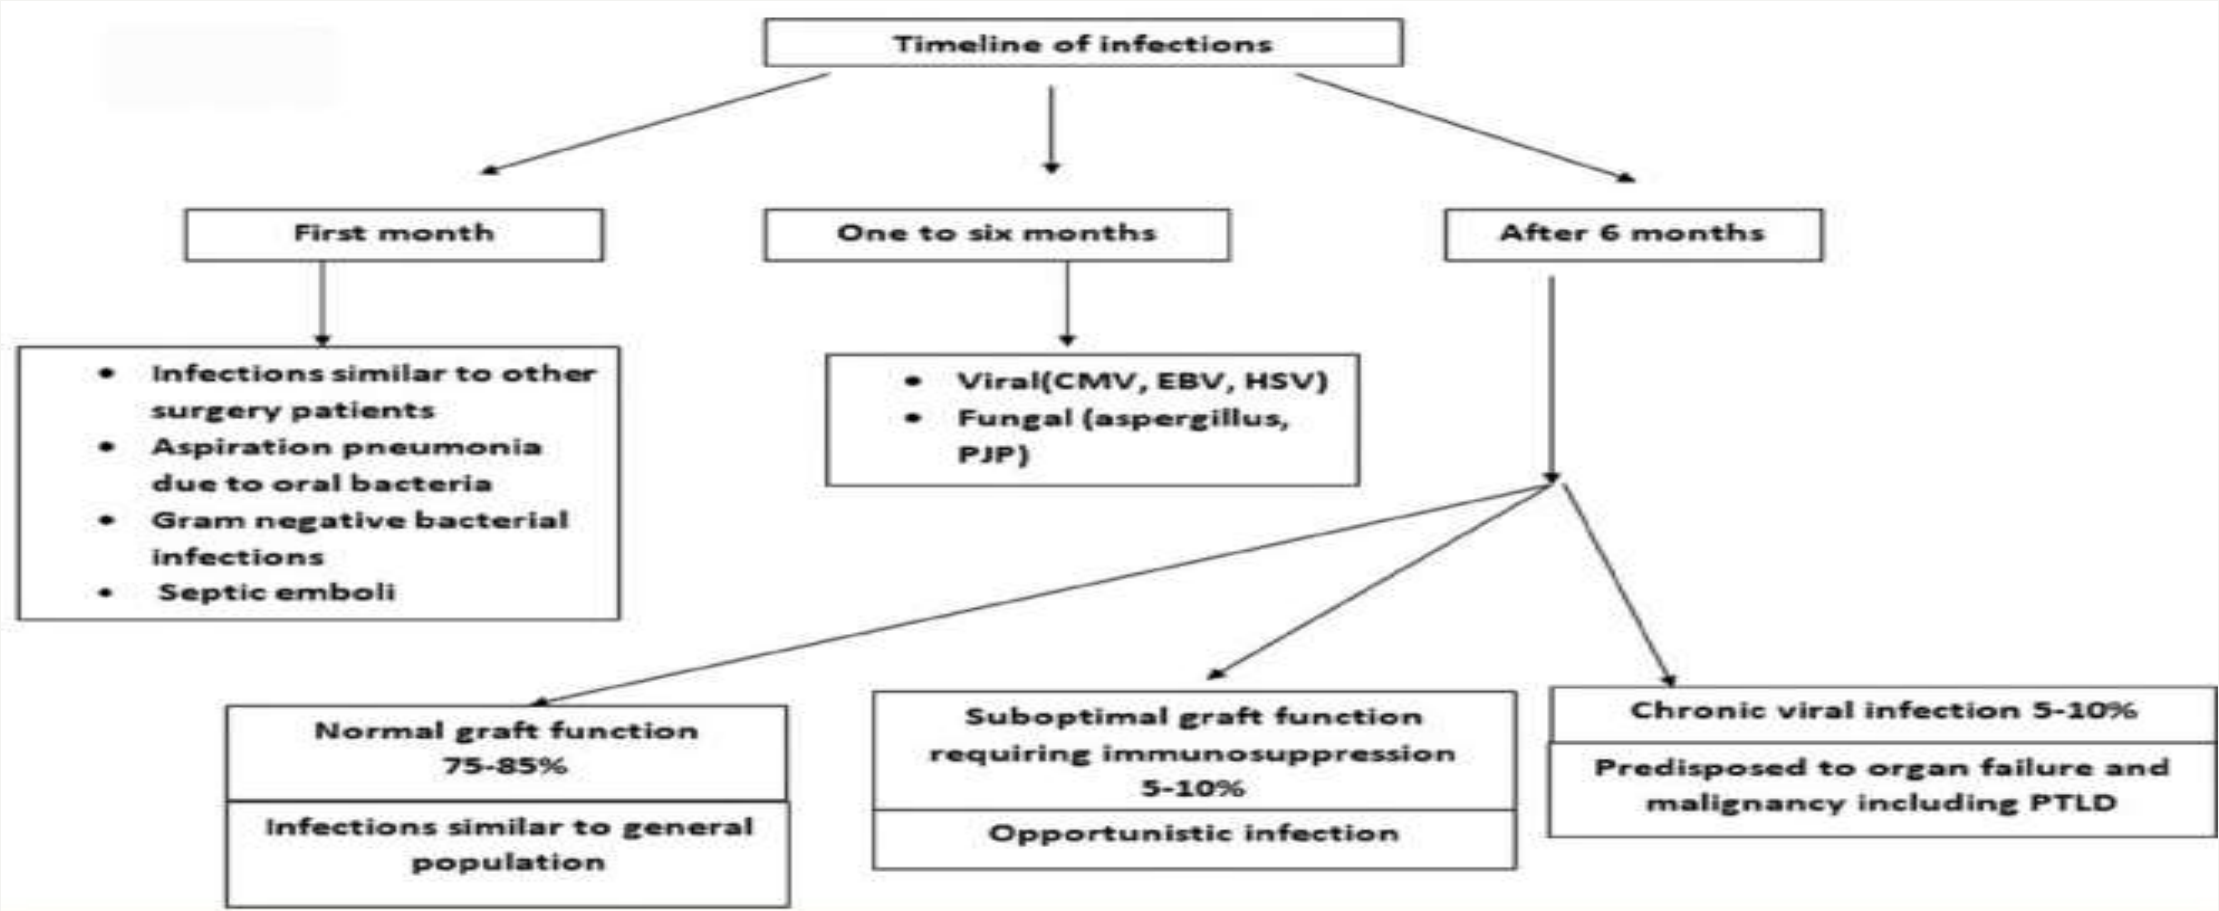 Timeline of infections
First month
One to six months
After 6 months
• Infections similar to other
surgery patients
• Aspiration pneumonia
due to oral bacteria
• Gram negative bacterial
infections
• Septic emboli
• Viral(CMV, EBV, HSV)
• Fungal (aspergillus,
PJP)
Normal graft function
75-85%
Infections similar to general
population
Suboptimal graft function
requiring immunosuppression
5-10%
Opportunistic infection
Chronic viral infection 5-10%
Predisposed to organ failure and
malignancy including PTLD